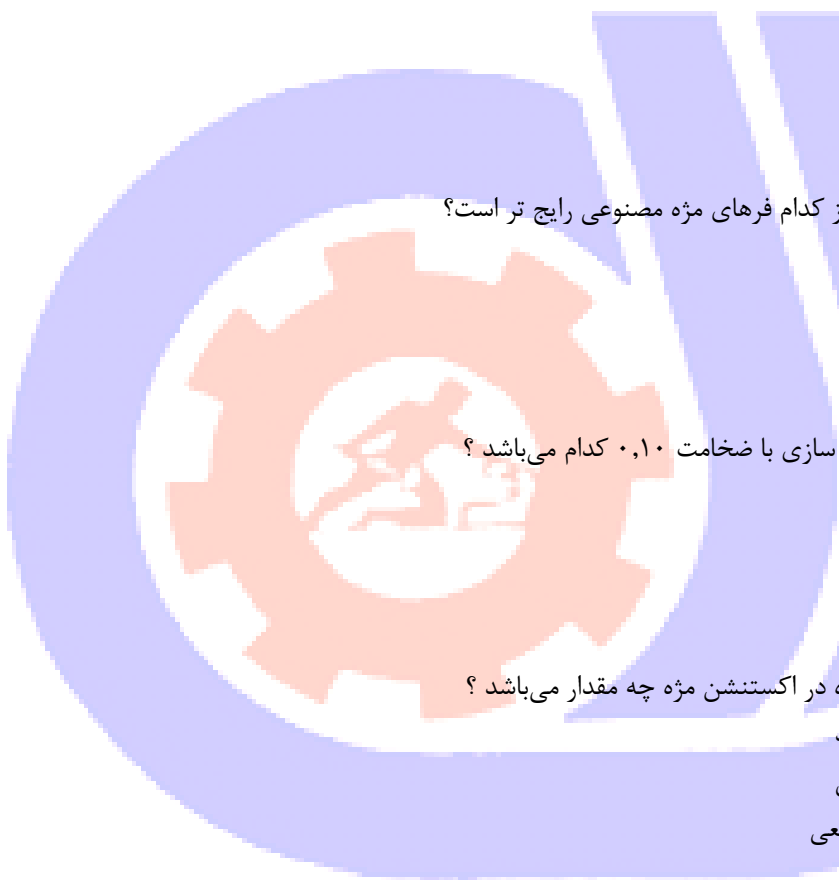 کدام فرهای مژه مصنوعی رایج تر است؟
سازی با ضخامت ۰,۱۰ کدام می‌باشد ؟
در اکستنشن مژه چه مقدار می‌باشد ؟